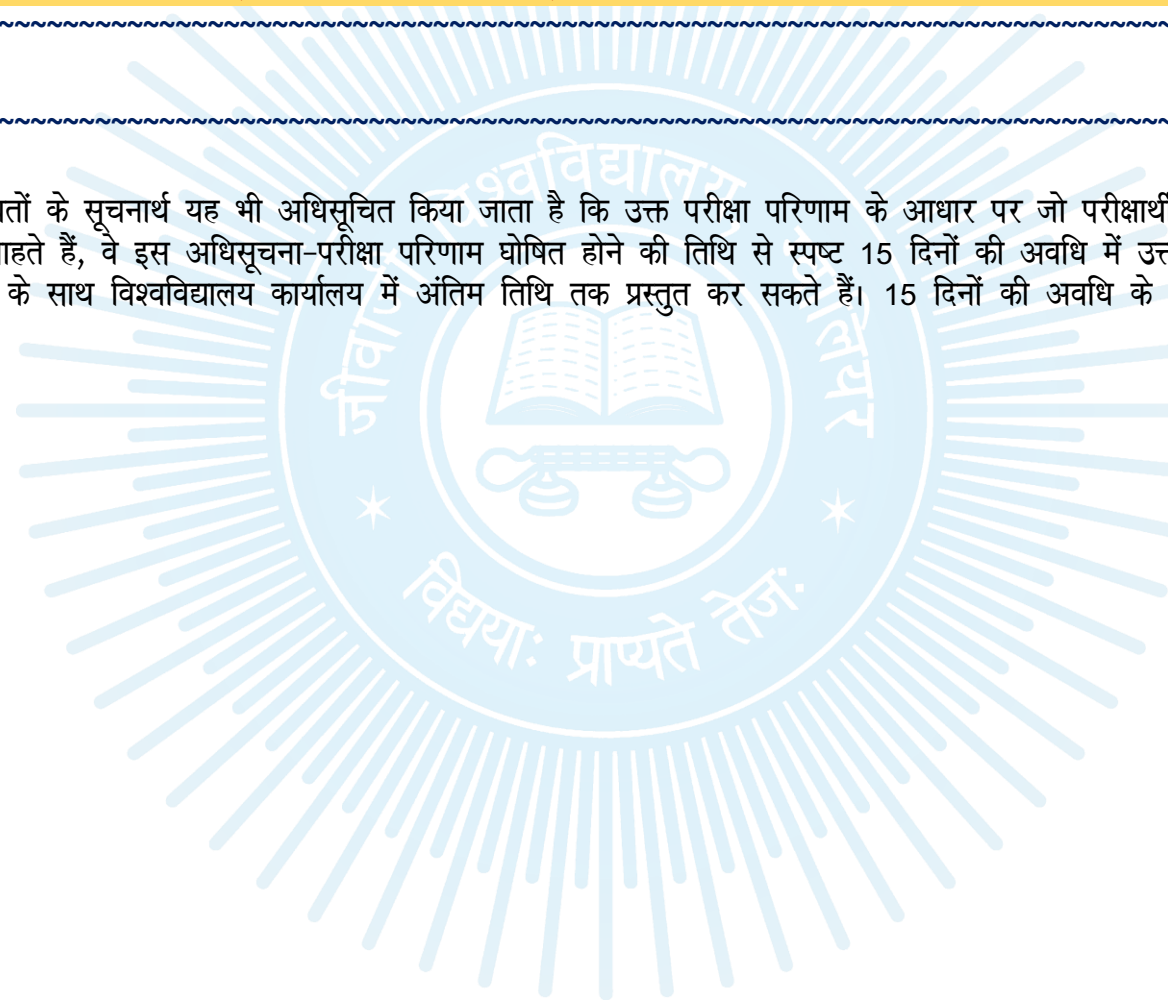 तों के सूचनार्थ यह भी अधिसूचित किया जाता है कि उक्त परीक्षा परिणाम के आधार पर जो परीक्षार्थी
हते हैं, वे इस अधिसूचना-परीक्षा परिणाम घोषित होने की तिथि से स्पष्ट 15 दिनों की अवधि में
के साथ विश्वविद्यालय कार्यालय में अंतिम तिथि तक प्रस्तुत कर सकते हैं। 15 दिनों की अवधि के
जीवाजी विश्वविद्यालय ग्वालियर
विद्यया: प्राप्यते तेज: